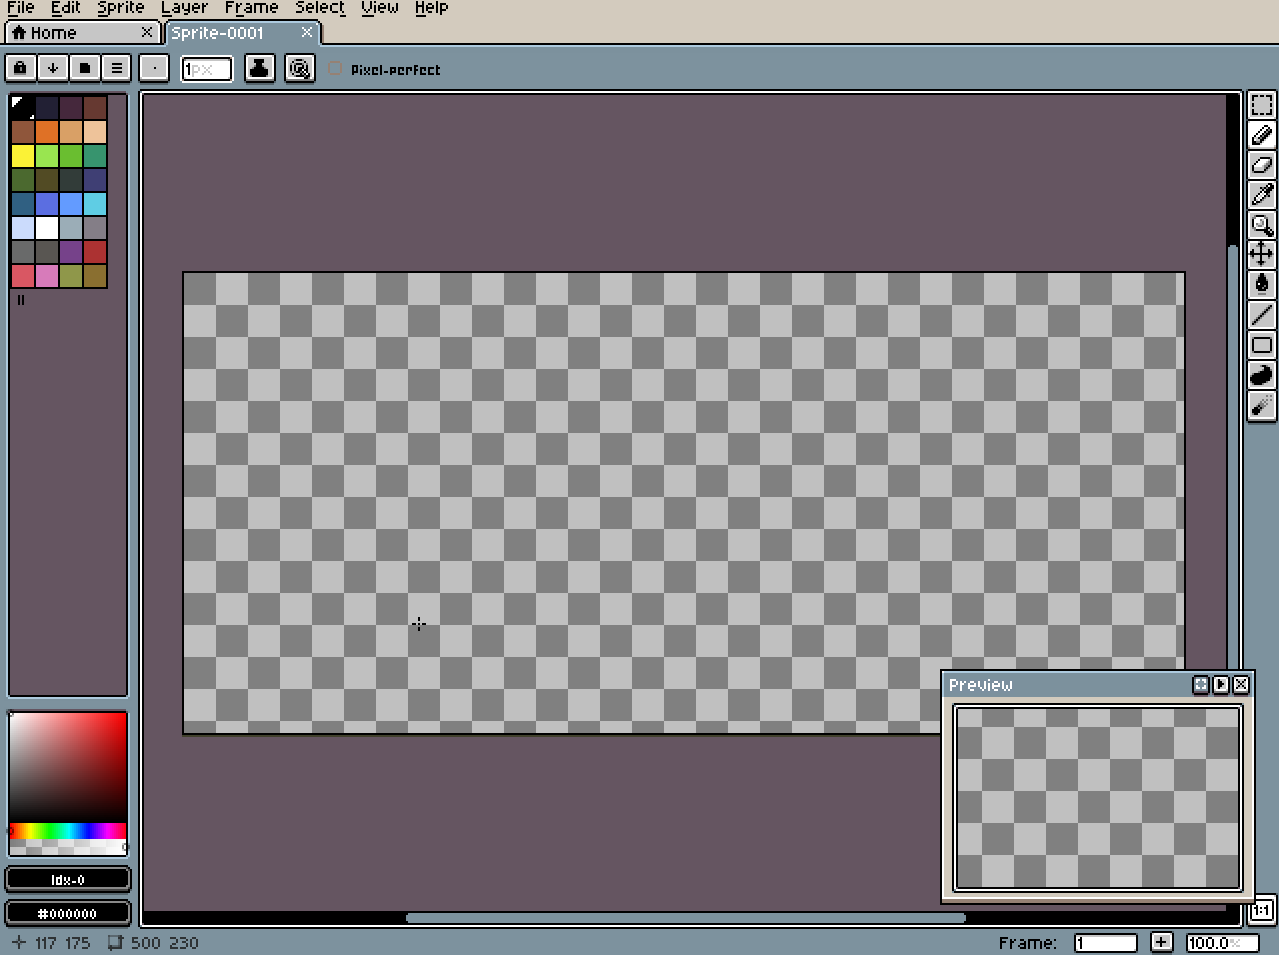 File Edit Sprite Layer Frame Select View Help
Home
Sprite-0001
1px
Pixel-perfect
Preview
Idx-0
#000000
1:1
117 175 500 230
Frame: 1
100.0%